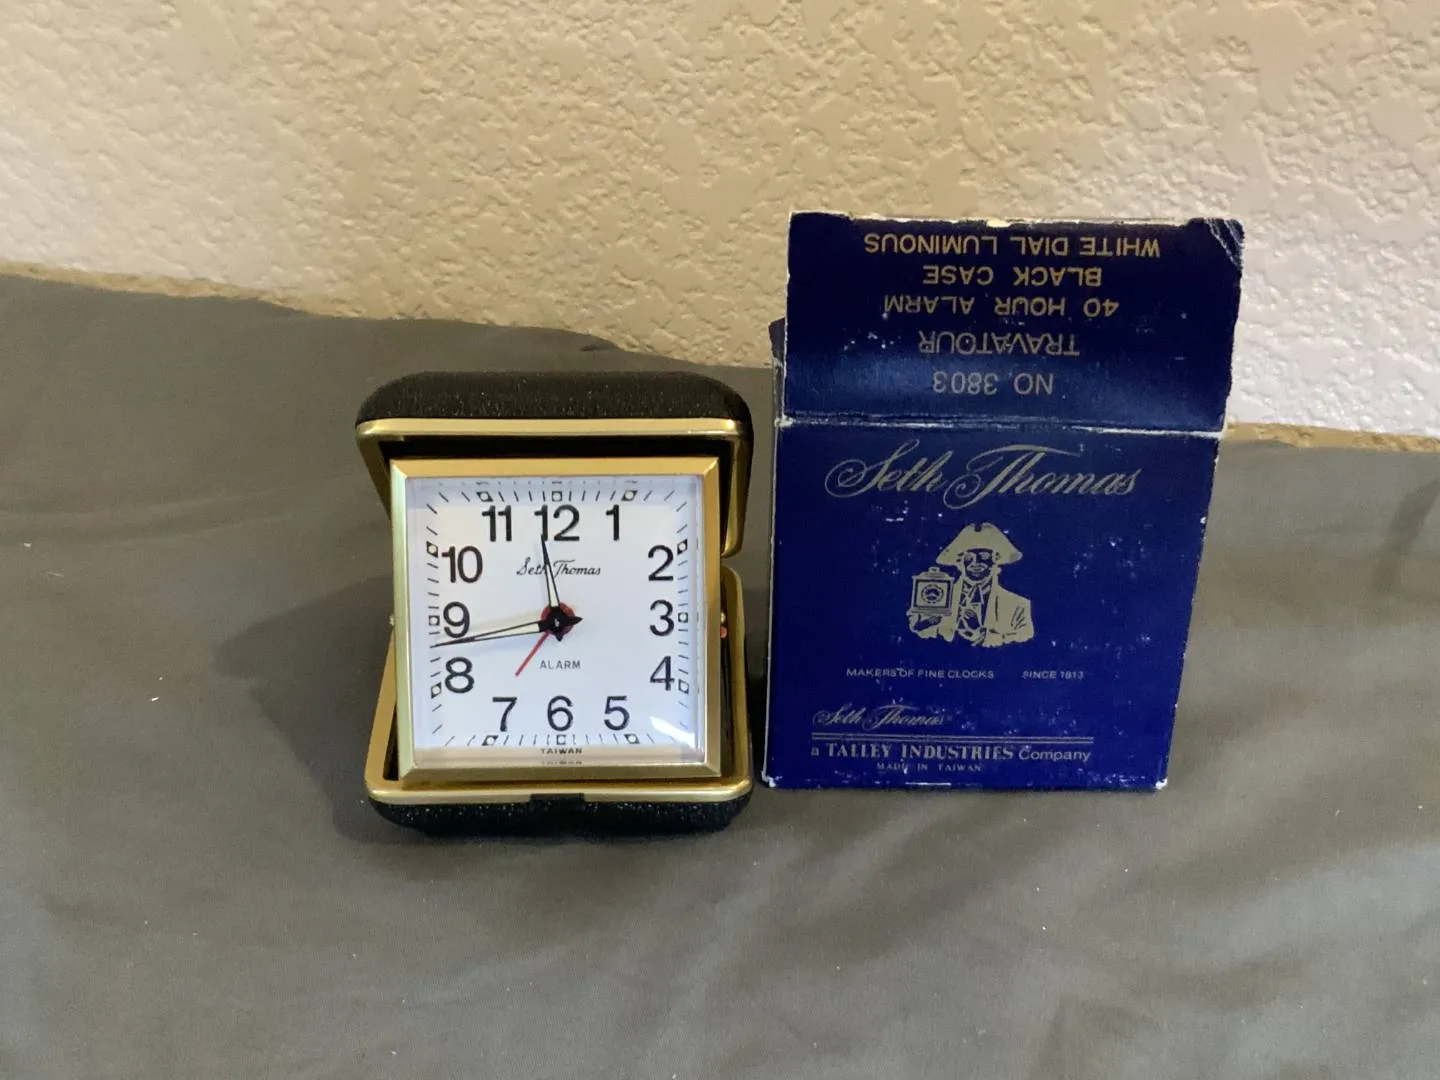 11 12 1
10 2
Seth Thomas
9 3
8 4
ALARM
7 6 5
TAIWAN
WHITE DIAL LUMINOUS
BLACK CASE
40 HOUR ALARM
TRAVATOUR
NO. 3803
Seth Thomas
MAKERS OF FINE CLOCKS SINCE 1813
Seth Thomas
a TALLEY INDUSTRIES Company
MADE IN TAIWAN